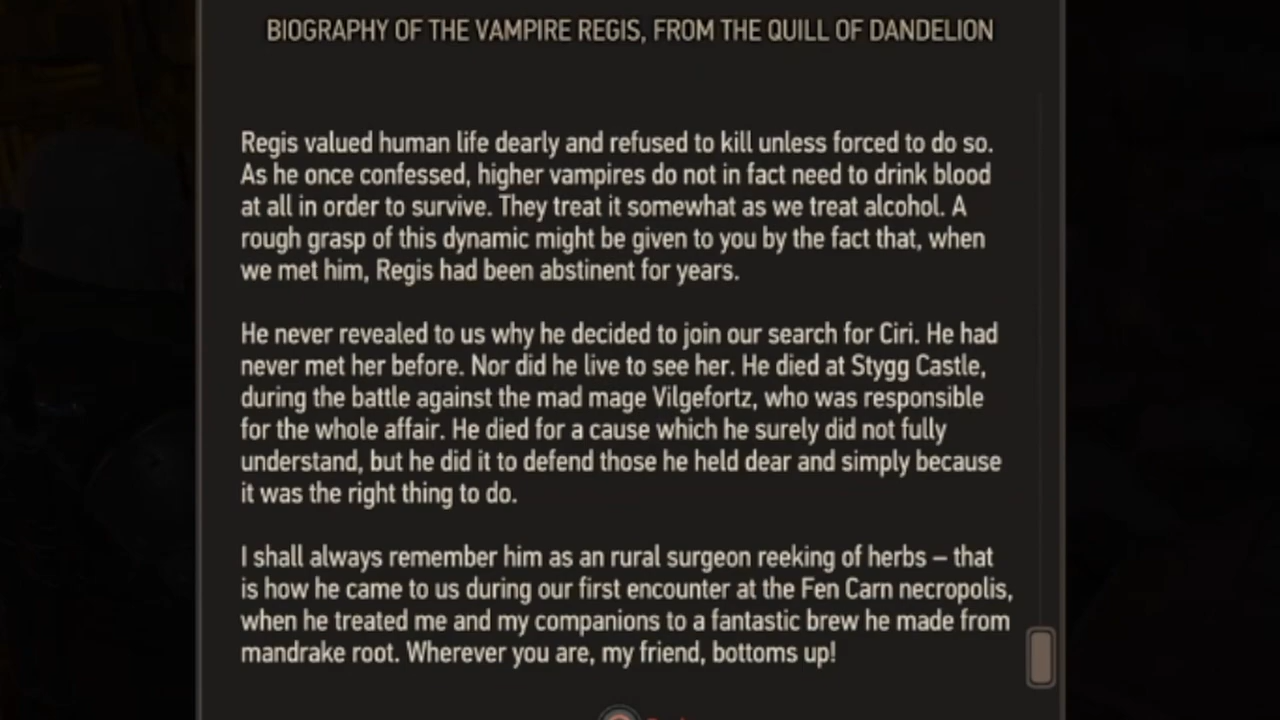 BIOGRAPHY OF THE VAMPIRE REGIS, FROM THE QUILL OF DANDELION
Regis valued human life dearly and refused to kill unless forced to do so.
As he once confessed, higher vampires do not in fact need to drink blood
at all in order to survive. They treat it somewhat as we treat alcohol. A
rough grasp of this dynamic might be given to you by the fact that, when
we met him, Regis had been abstinent for years.
He never revealed to us why he decided to join our search for Ciri. He had
never met her before. Nor did he live to see her. He died at Stygg Castle,
during the battle against the mad mage Vilgefortz, who was responsible
for the whole affair. He died for a cause which he surely did not fully
understand, but he did it to defend those he held dear and simply because
it was the right thing to do.
I shall always remember him as an rural surgeon reeking of herbs – that
is how he came to us during our first encounter at the Fen Carn necropolis,
when he treated me and my companions to a fantastic brew he made from
mandrake root. Wherever you are, my friend, bottoms up!